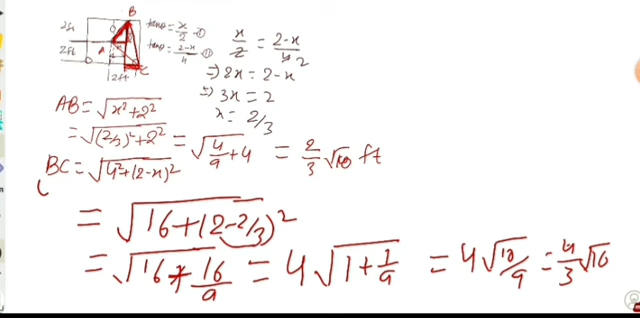 B
2ft
2ft
A
C
2ft
tanθ = x/2 ①
tanθ = 2-x/4 ②
x/2 = 2-x/4 2
⇒ 2x = 2-x
⇒ 3x = 2
x = 2/3
AB = √x²+2²
= √(2/3)²+2² = √4/9+4 = 2/3 √10 ft
BC = √4²+(2-x)²
= √16+(2-2/3)²
= √16+16/9 = 4√1+1/9 = 4√10/9 = 4/3 √10